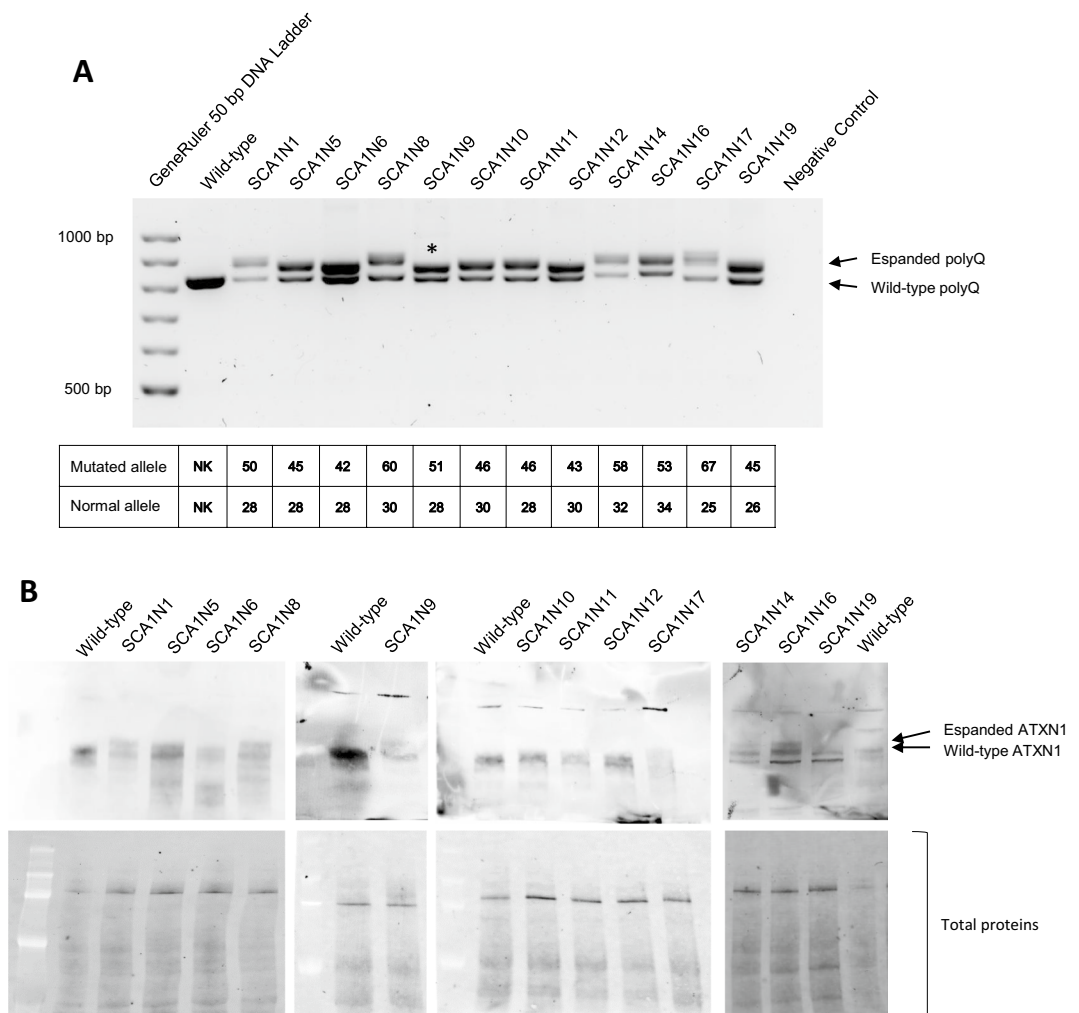 A
GeneRuler 50 bp DNA Ladder
Wild-type
SCA1N1
SCA1N5
SCA1N6
SCA1N8
SCA1N9
SCA1N10
SCA1N11
SCA1N12
SCA1N14
SCA1N16
SCA1N17
SCA1N19
Negative Control
1000 bp
*
Espanded polyQ
Wild-type polyQ
500 bp
Mutated allele NK 50 45 42 60 51 46 46 43 58 53 67 45
Normal allele NK 28 28 28 30 28 30 28 30 32 34 25 26
B
Wild-type
SCA1N1
SCA1N5
SCA1N6
SCA1N8
Wild-type
SCA1N9
Wild-type
SCA1N10
SCA1N11
SCA1N12
SCA1N17
SCA1N14
SCA1N16
SCA1N19
Wild-type
Espanded ATXN1
Wild-type ATXN1
Total proteins